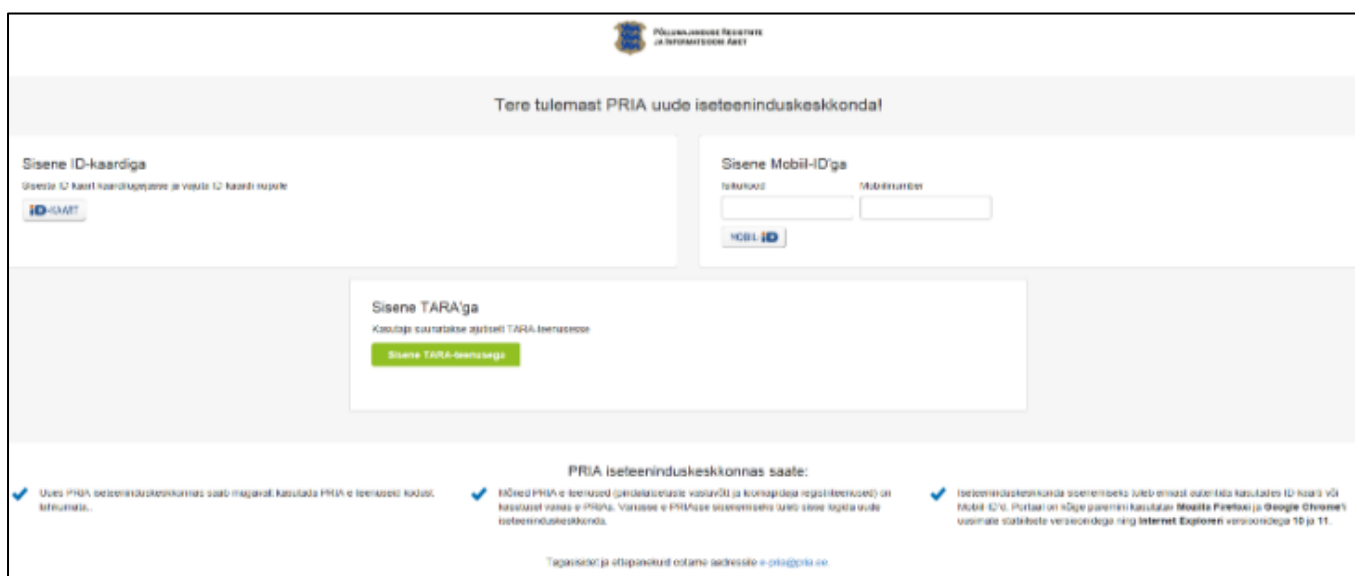 PÕLLUMAJANDUSE REGISTRITE
JA INFORMATSIOONI AMET
Tere tulemast PRIA uude iseteeninduskeskkonda!
Sisene ID-kaardiga
Sisesta ID kaart kaardilugejasse ja vajuta ID kaardi nupule
ID-KAART
Sisene Mobiil-ID'ga
Isikukood Mobiilinumber
MOBIIL-ID
Sisene TARA'ga
Kasutaja suunatakse ajutiselt TARA-teenusesse
Sisene TARA-teenusega
PRIA iseteeninduskeskkonnas saate:
Uues PRIA iseteeninduskeskkonnas saab mugavalt kasutada PRIA e-teenuseid kodust
lahkumata..
Mõned PRIA e-teenused (pindalatoetuste vastuvõtt ja loomapidaja registriteenused) on
kasutusel vanas e-PRIAs. Vanasse e-PRIAsse sisenemiseks tuleb sisse logida uude
iseteeninduskeskkonda.
Iseteeninduskeskkonda sisenemiseks tuleb ennast autentida kasutades ID-kaarti või
Mobiil-ID'd. Portaal on kõige paremini kasutatav Mozilla Firefoxi ja Google Chrome'i
uusimate stabiilsete versioonidega ning Internet Exploreri versioonidega 10 ja 11.
Tagasisidet ja ettepanekuid ootame aadressile e-pria@pria.ee.